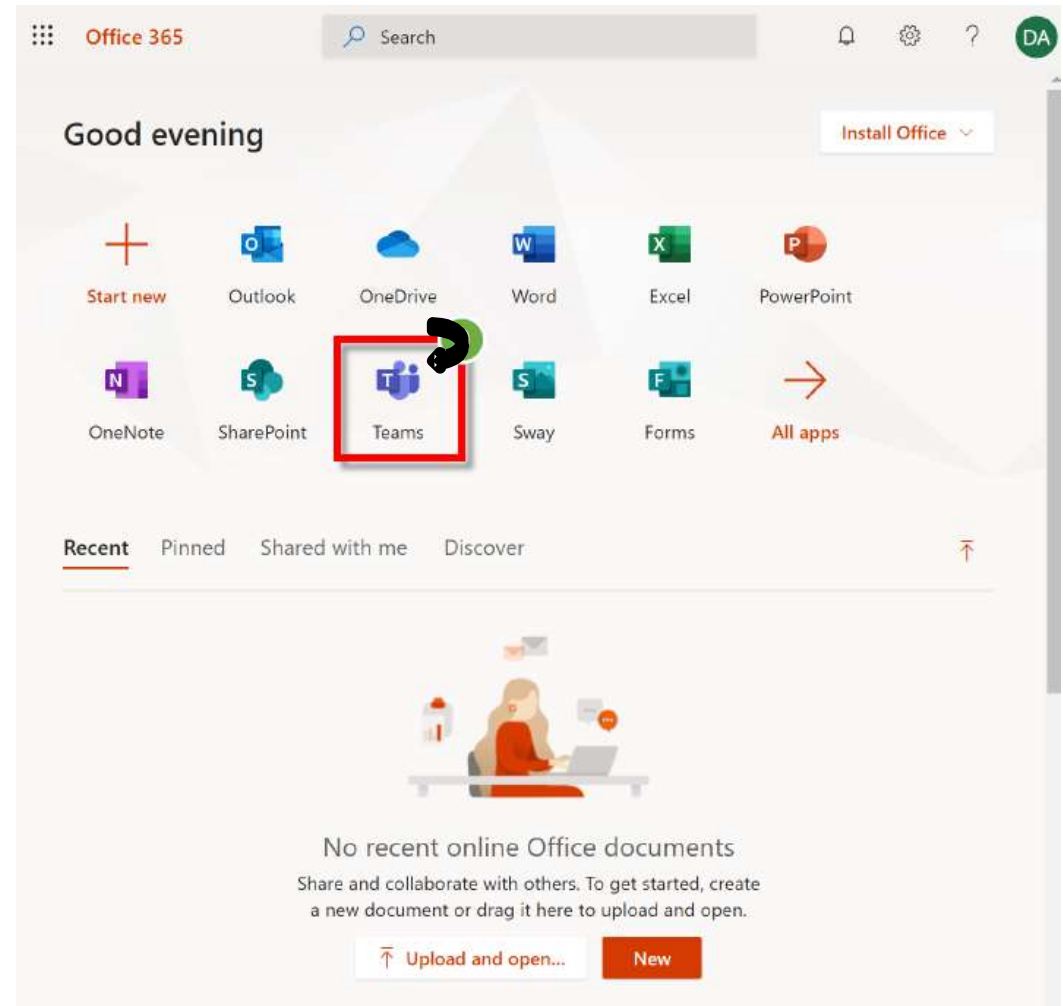 Office 365
Search
?
DA
Good evening
Install Office
Start new
Outlook
OneDrive
Word
Excel
PowerPoint
OneNote
SharePoint
Teams
Sway
Forms
All apps
Recent Pinned Shared with me Discover
No recent online Office documents
Share and collaborate with others. To get started, create
a new document or drag it here to upload and open.
Upload and open... New